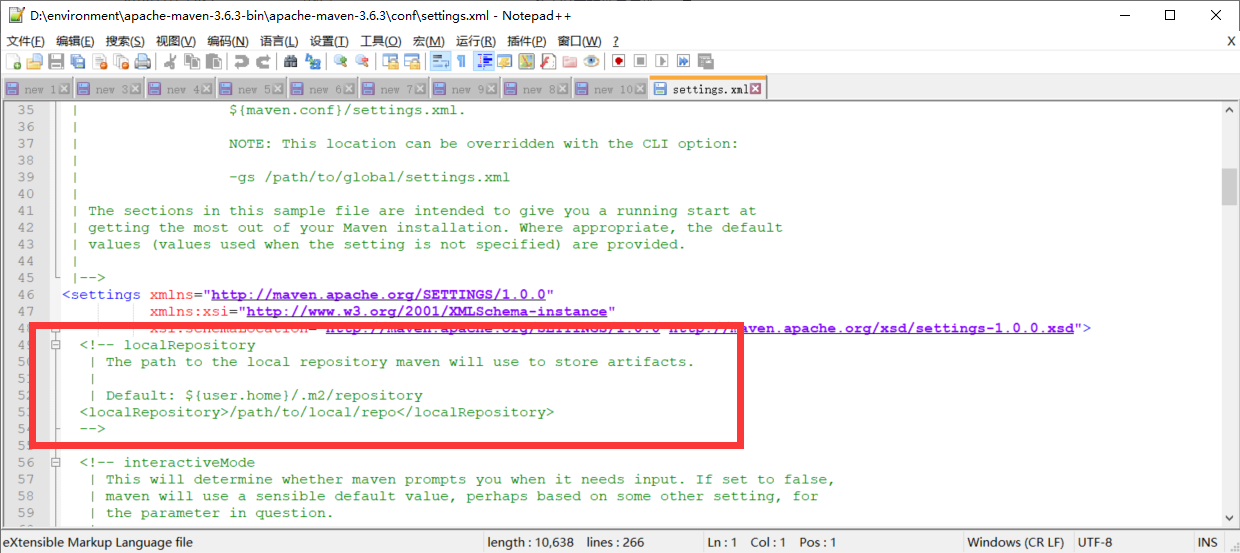 D:\environment\apache-maven-3.6.3-bin\apache-maven-3.6.3\conf\settings.xml - Notepad++
文件(F) 编辑(E) 搜索(S) 视图(V) 编码(N) 语言(L) 设置(T) 工具(O) 宏(M) 运行(R) 插件(P) 窗口(W) ? X
new 1 new 3 new 4 new 5 new 6 new 7 new 9 new 8 new 10 settings.xml
35 | ${maven.conf}/settings.xml.
36 |
37 | NOTE: This location can be overridden with the CLI option:
38 |
39 | -gs /path/to/global/settings.xml
40 |
41 | The sections in this sample file are intended to give you a running start at
42 | getting the most out of your Maven installation. Where appropriate, the default
43 | values (values used when the setting is not specified) are provided.
44 |
45 |-->
46 <settings xmlns="http://maven.apache.org/SETTINGS/1.0.0"
47 xmlns:xsi="http://www.w3.org/2001/XMLSchema-instance"
48 xsi:schemaLocation="http://maven.apache.org/SETTINGS/1.0.0 http://maven.apache.org/xsd/settings-1.0.0.xsd">
49 <!-- localRepository
50 | The path to the local repository maven will use to store artifacts.
51 |
52 | Default: ${user.home}/.m2/repository
53 <localRepository>/path/to/local/repo</localRepository>
54 -->
55
56 <!-- interactiveMode
57 | This will determine whether maven prompts you when it needs input. If set to false,
58 | maven will use a sensible default value, perhaps based on some other setting, for
59 | the parameter in question.
eXtensible Markup Language file length : 10,638 lines : 266 Ln : 1 Col : 1 Pos : 1 Windows (CR LF) UTF-8 INS